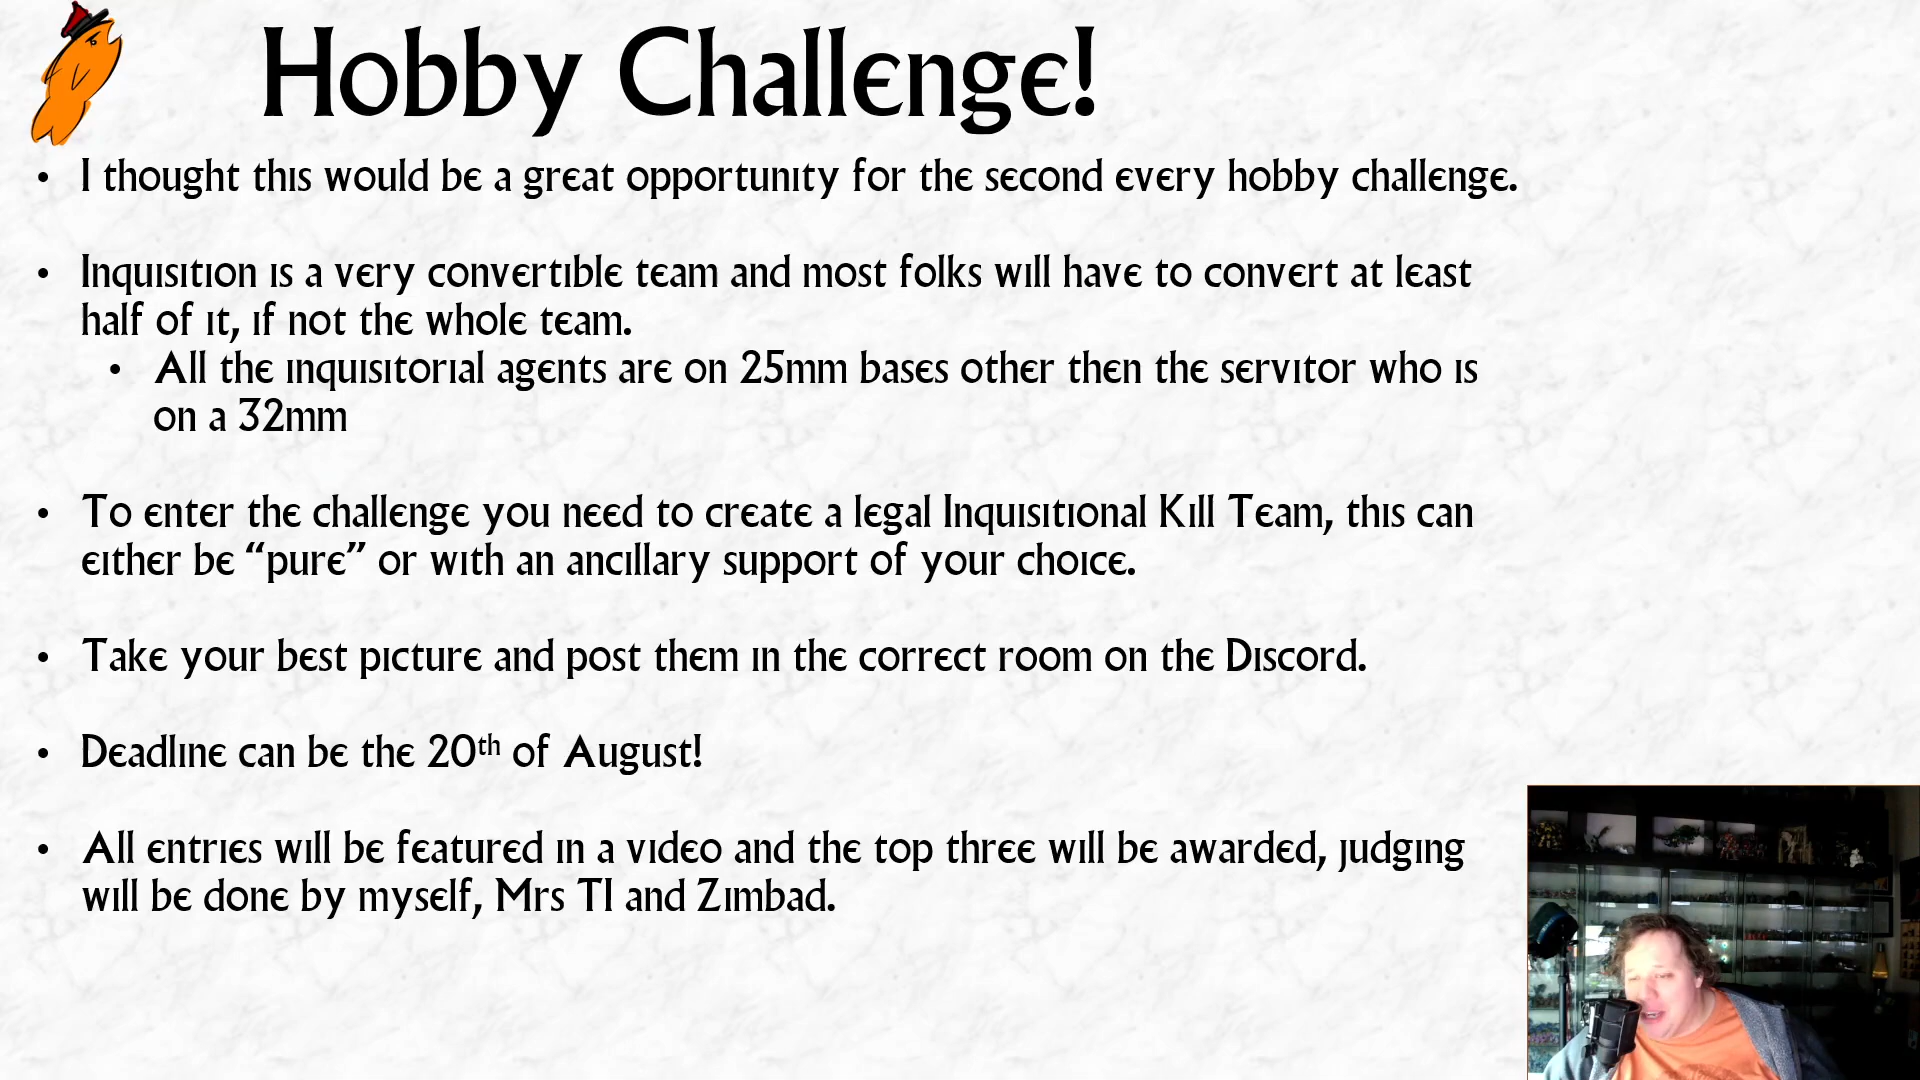 Hobby Challenge!
• I thought this would be a great opportunity for the second every hobby challenge.
• Inquisition is a very convertible team and most folks will have to convert at least
half of it, if not the whole team.
• All the inquisitorial agents are on 25mm bases other then the servitor who is
on a 32mm
• To enter the challenge you need to create a legal Inquisitional Kill Team, this can
either be “pure” or with an ancillary support of your choice.
• Take your best picture and post them in the correct room on the Discord.
• Deadline can be the 20th of August!
• All entries will be featured in a video and the top three will be awarded, judging
will be done by myself, Mrs TI and Zimbad.